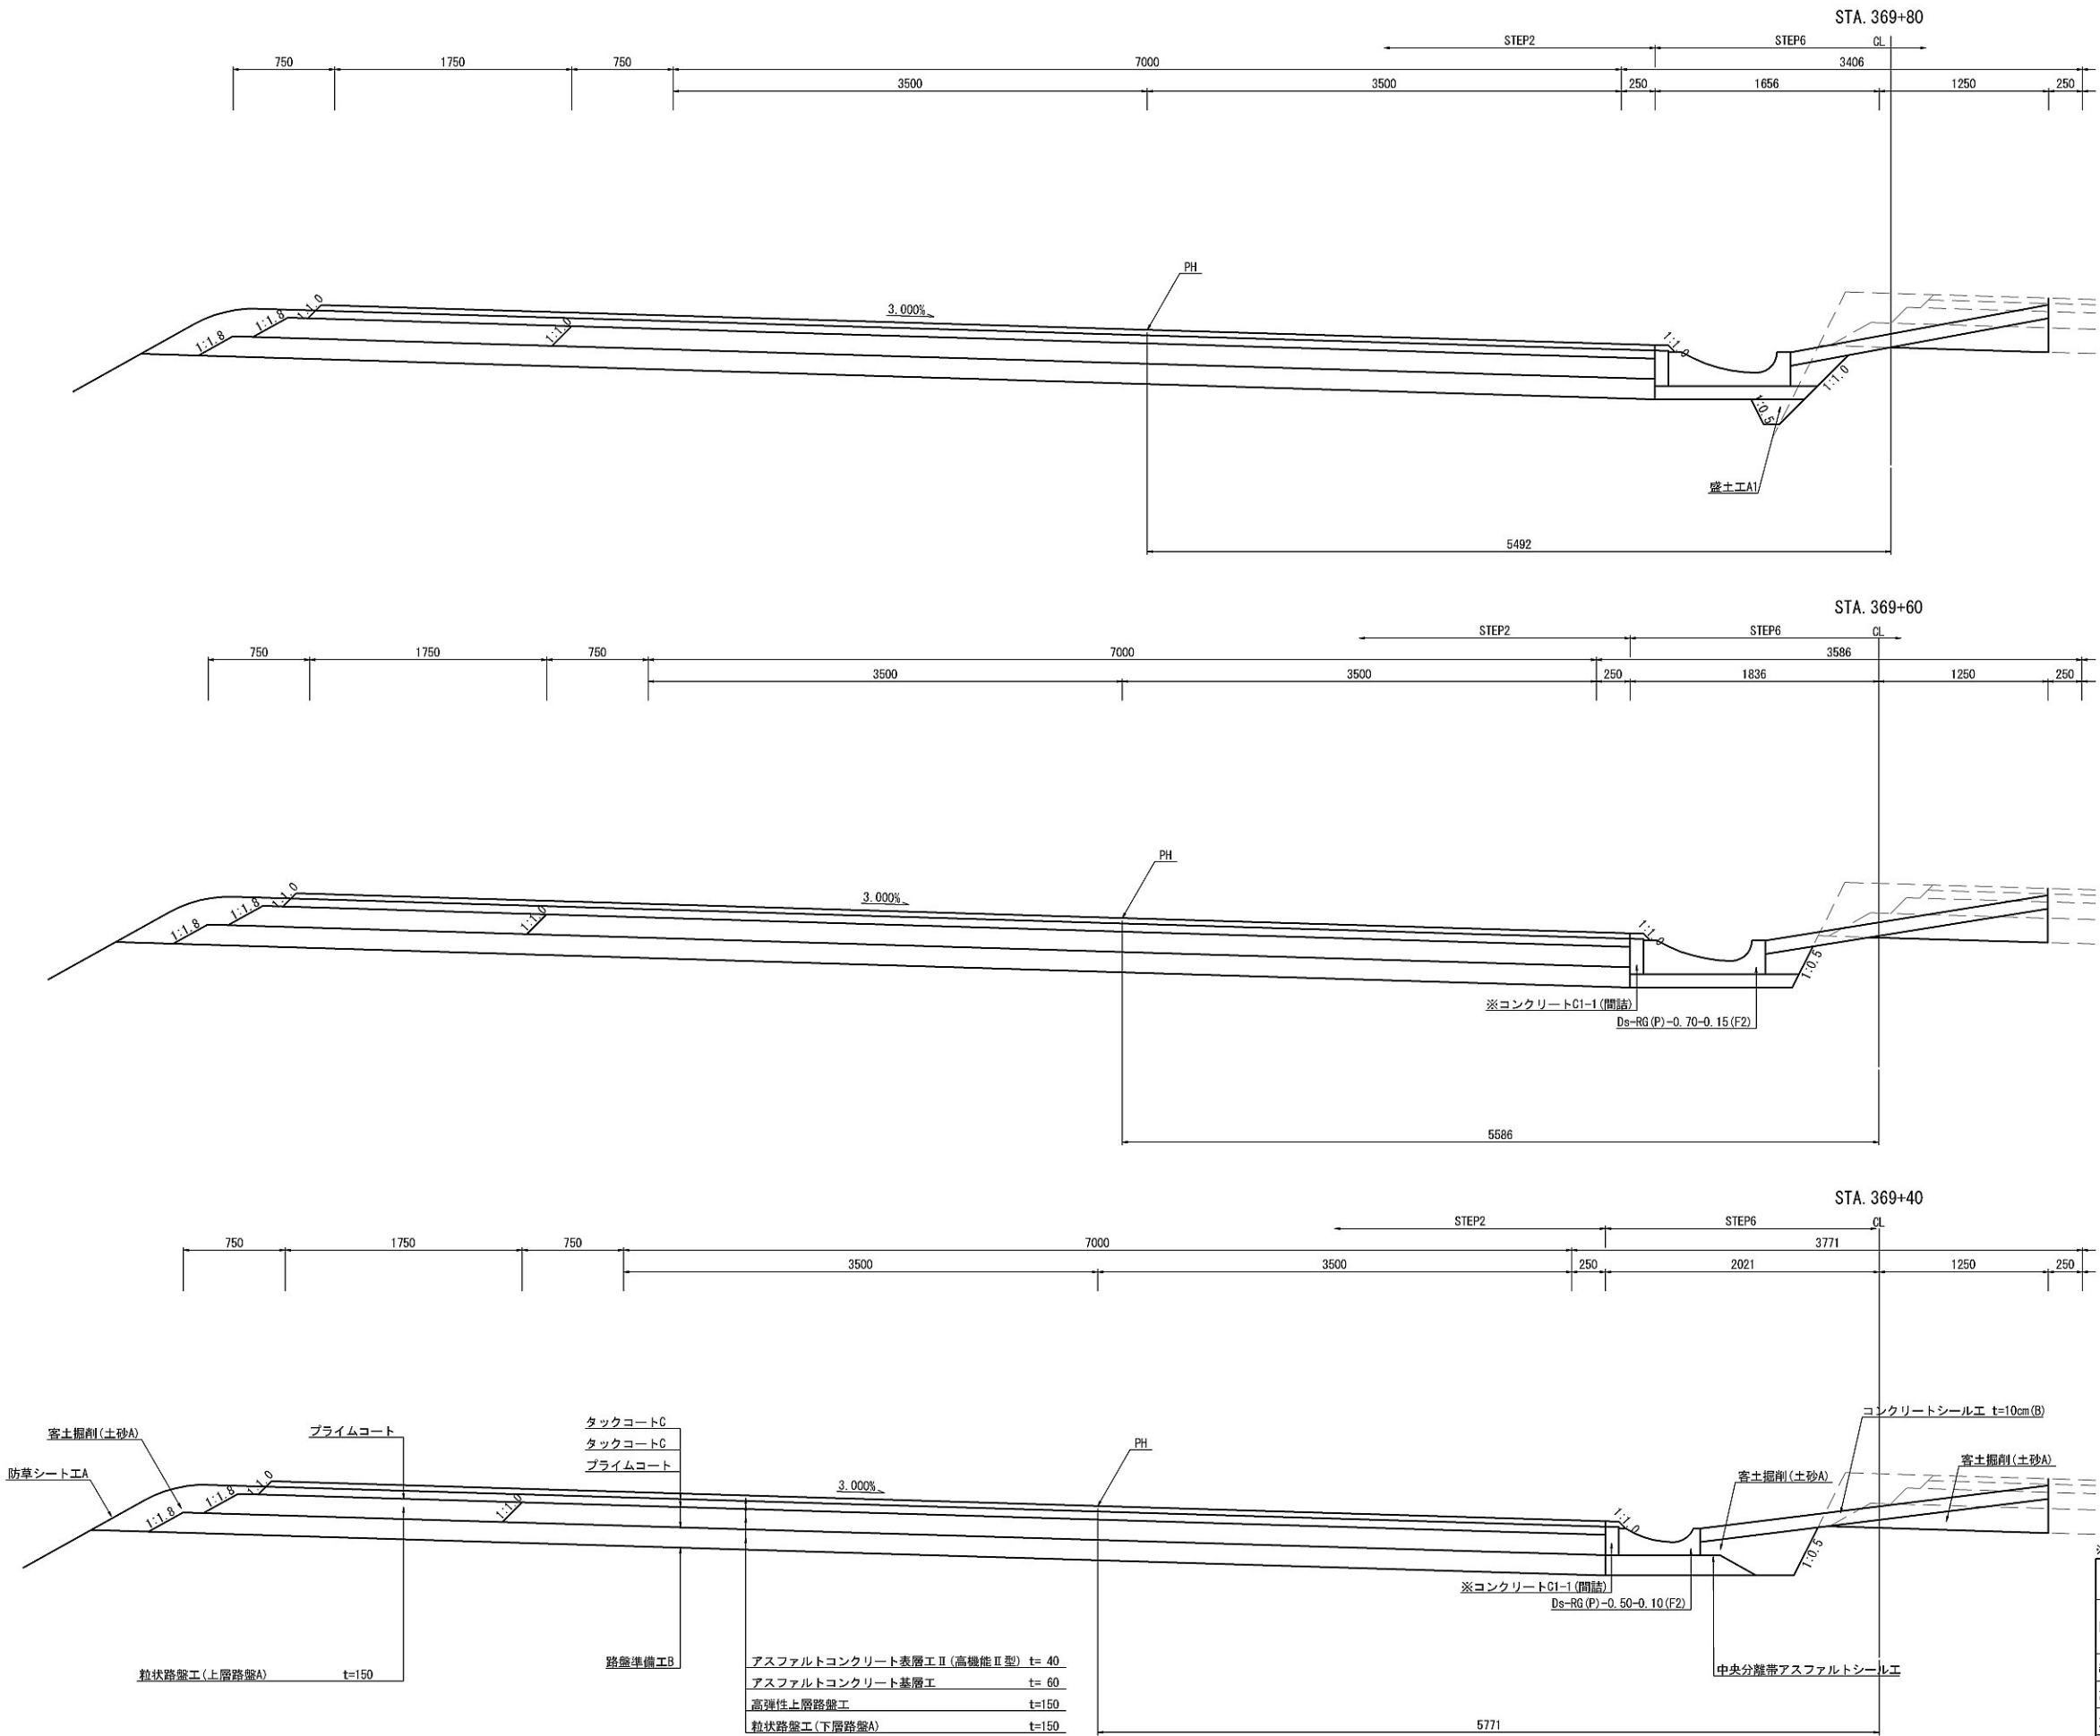 STA. 369+80
STEP2 STEP6 CL
750 1750 750 7000 3406
3500 3500 250 1656 1250 250
PH
3.000%
1:1.0
1:1.8
1:1.8
1:1.0
1:1.0
1:1.0
1:0.5
盛土工A1
5492
STA. 369+60
STEP2 STEP6 CL
750 1750 750 7000 3586
3500 3500 250 1836 1250 250
PH
3.000%
1:1.0
1:1.8
1:1.8
1:1.0
1:1.0
1:0.5
※コンクリートC1-1(間詰)
Ds-RG(P)-0.70-0.15(F2)
5586
STA. 369+40
STEP2 STEP6 CL
750 1750 750 7000 3771
3500 3500 250 2021 1250 250
コンクリートシール工 t=10cm(B)
タックコートC
プライムコート
客土掘削(土砂A)
タックコートC
PH
客土掘削(土砂A)
プライムコート
防草シート工A
客土掘削(土砂A)
3.000%
1:1.0
1:1.8
1:1.8
1:1.0
1:1.0
1:0.5
※コンクリートC1-1(間詰)
Ds-RG(P)-0.50-0.10(F2)
路盤準備工B
アスファルトコンクリート表層工Ⅱ(高機能Ⅱ型) t= 40
粒状路盤工(上層路盤A) t=150
中央分離帯アスファルトシール工
アスファルトコンクリート基層工 t= 60
高弾性上層路盤工 t=150
粒状路盤工(下層路盤A) t=150
5771